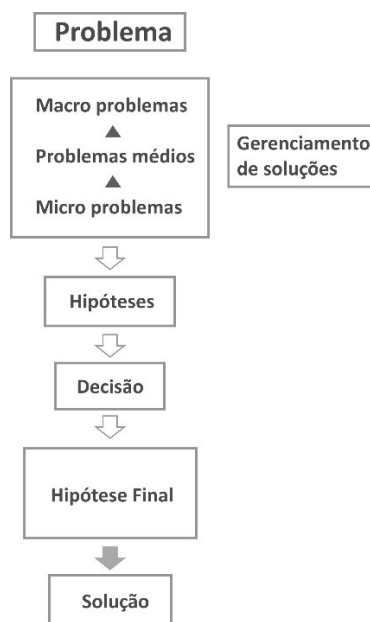 Problema
Macro problemas
Problemas médios
Micro problemas
Gerenciamento
de soluções
Hipóteses
Decisão
Hipótese Final
Solução